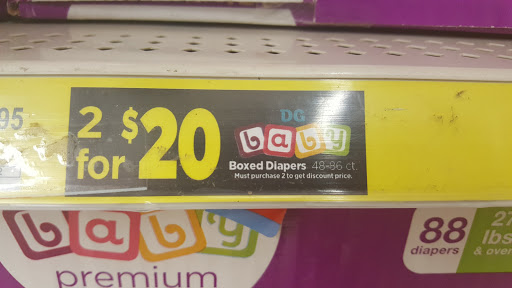 95
2 for $20
DG
baby
Boxed Diapers 48-86 ct.
Must purchase 2 to get discount price.
baby
premium
88
diapers
27
lbs
& over